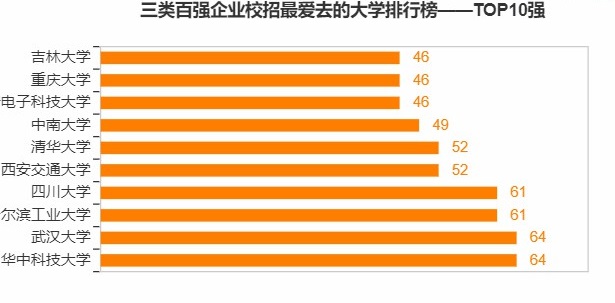 三类百强企业校招最爱去的大学排行榜——TOP10强
吉林大学 46
重庆大学 46
电子科技大学 46
中南大学 49
清华大学 52
西安交通大学 52
四川大学 61
尔滨工业大学 61
武汉大学 64
华中科技大学 64